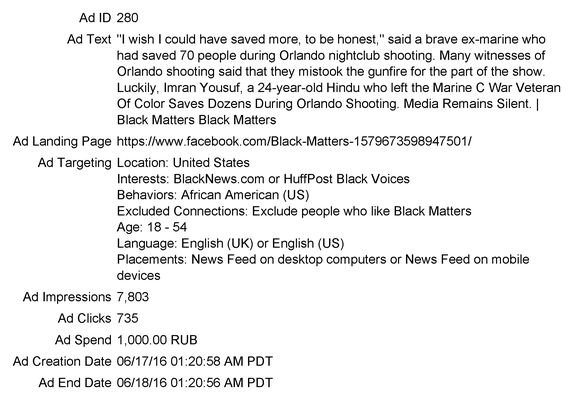 Ad ID 280
Ad Text "I wish I could have saved more, to be honest," said a brave ex-marine who
had saved 70 people during Orlando nightclub shooting. Many witnesses of
Orlando shooting said that they mistook the gunfire for the part of the show.
Luckily, Imran Yousuf, a 24-year-old Hindu who left the Marine C War Veteran
Of Color Saves Dozens During Orlando Shooting. Media Remains Silent. |
Black Matters Black Matters
Ad Landing Page https://www.facebook.com/Black-Matters-1579673598947501/
Ad Targeting Location: United States
Interests: BlackNews.com or HuffPost Black Voices
Behaviors: African American (US)
Excluded Connections: Exclude people who like Black Matters
Age: 18 - 54
Language: English (UK) or English (US)
Placements: News Feed on desktop computers or News Feed on mobile
devices
Ad Impressions 7,803
Ad Clicks 735
Ad Spend 1,000.00 RUB
Ad Creation Date 06/17/16 01:20:58 AM PDT
Ad End Date 06/18/16 01:20:56 AM PDT